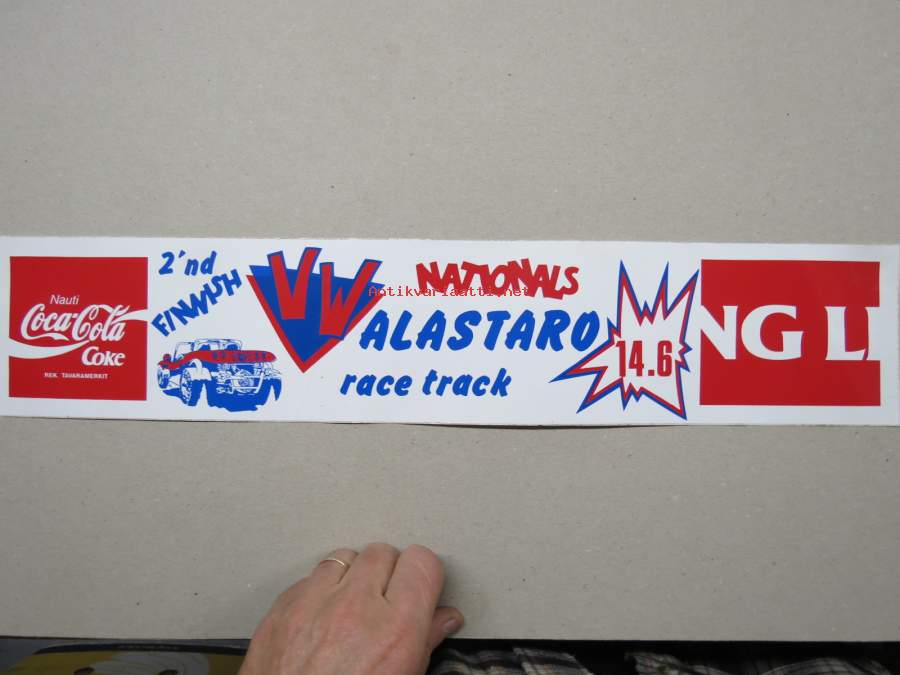 Nauti
Coca-Cola
Coke
REK. TAVARAMERKIT
2'nd
FINNISH
VW
NATIONALS
Antikvariaatti.net
ALASTARO
race track
14.6
NG LI